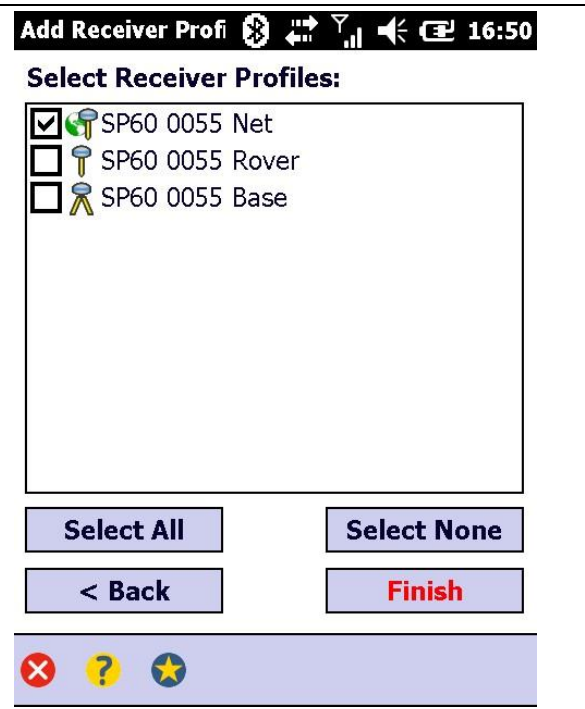 Add Receiver Profi 16:50
Select Receiver Profiles:
SP60 0055 Net
SP60 0055 Rover
SP60 0055 Base
Select All Select None
< Back Finish
?